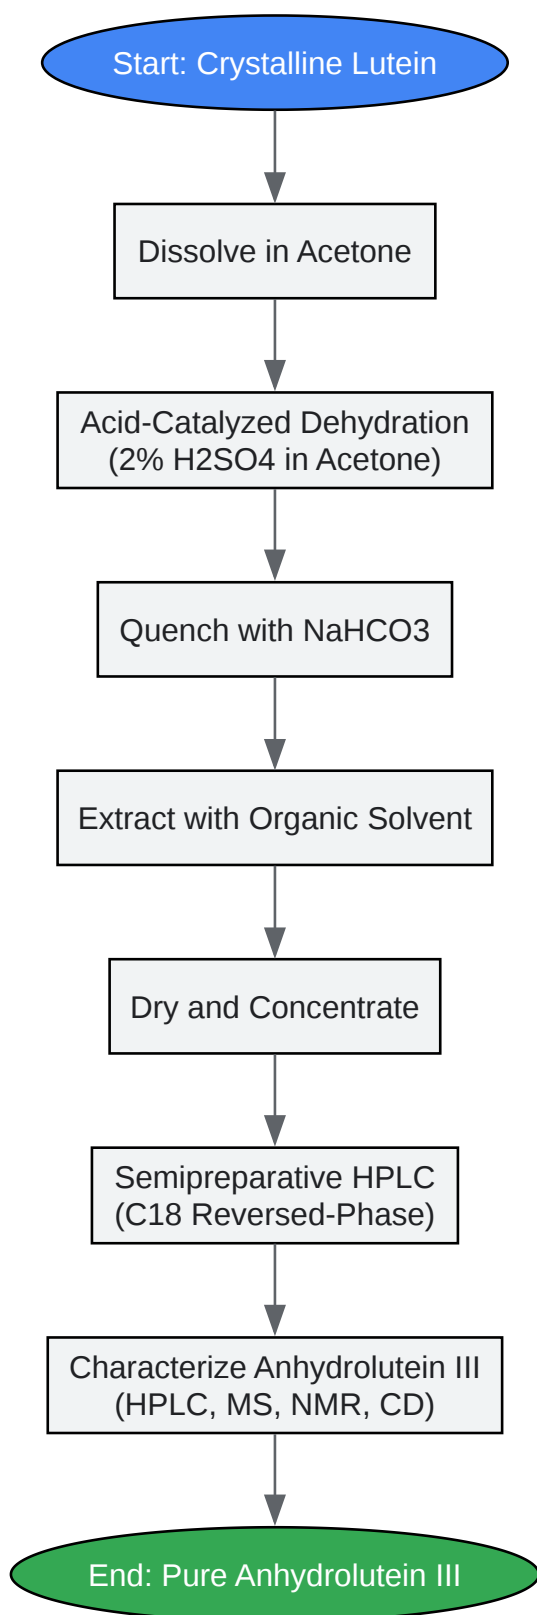 Start: Crystalline Lutein
Dissolve in Acetone
Acid-Catalyzed Dehydration
(2% H2SO4 in Acetone)
Quench with NaHCO3
Extract with Organic Solvent
Dry and Concentrate
Semipreparative HPLC
(C18 Reversed-Phase)
Characterize Anhydrolutein III
(HPLC, MS, NMR, CD)
End: Pure Anhydrolutein III